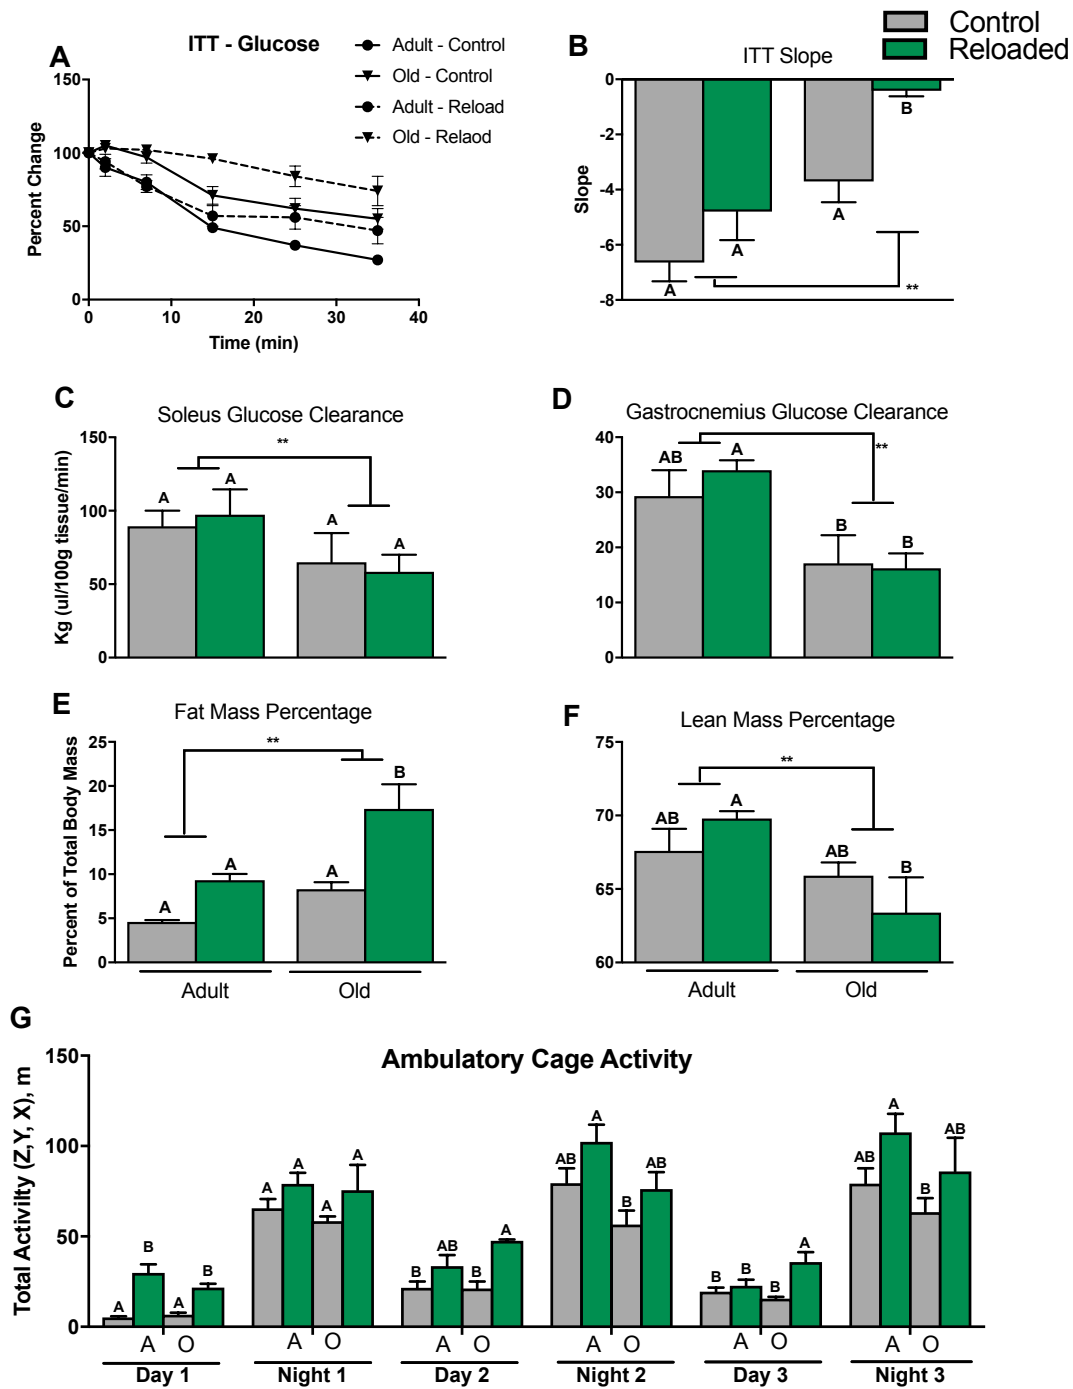 Control
Reloaded
A
ITT - Glucose
Adult - Control
Old - Control
Adult - Reload
Old - Relaod
150
100
50
0
Percent Change
0 10 20 30 40
Time (min)
B
ITT Slope
0
-2
-4
-6
-8
Slope
A
A
A
B
**
C
Soleus Glucose Clearance
150
100
50
0
Kg (ul/100g tissue/min)
A A A A
**
D
Gastrocnemius Glucose Clearance
40
30
20
10
0
AB A B B
**
E
Fat Mass Percentage
25
20
15
10
5
0
Percent of Total Body Mass
A A A B
**
Adult Old
F
Lean Mass Percentage
75
70
65
60
AB A AB B
**
Adult Old
G
Ambulatory Cage Activity
150
100
50
0
Total Activilty (Z,Y, X), m
A B A B
A A A A
B AB B A
AB A B AB
B B B A
AB A B AB
A O A O A O A O A O A O
Day 1 Night 1 Day 2 Night 2 Day 3 Night 3